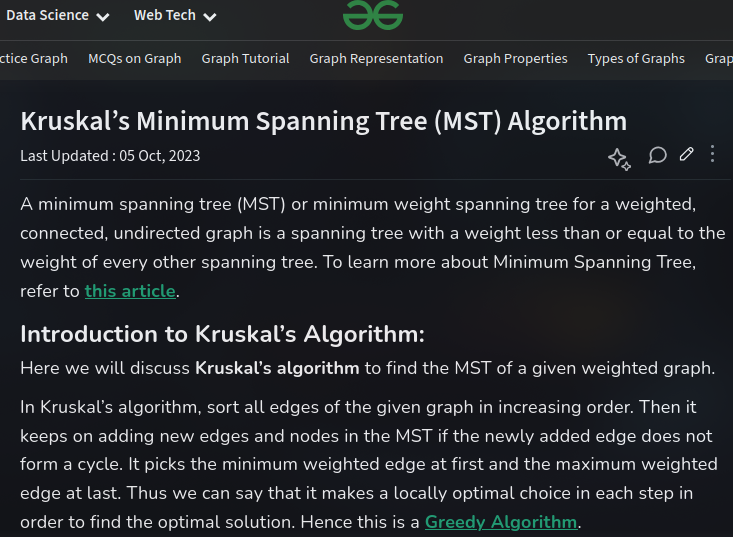 Data Science Web Tech
ctice Graph MCQs on Graph Graph Tutorial Graph Representation Graph Properties Types of Graphs Grap
Kruskal’s Minimum Spanning Tree (MST) Algorithm
Last Updated : 05 Oct, 2023
A minimum spanning tree (MST) or minimum weight spanning tree for a weighted,
connected, undirected graph is a spanning tree with a weight less than or equal to the
weight of every other spanning tree. To learn more about Minimum Spanning Tree,
refer to this article.
Introduction to Kruskal’s Algorithm:
Here we will discuss Kruskal’s algorithm to find the MST of a given weighted graph.
In Kruskal’s algorithm, sort all edges of the given graph in increasing order. Then it
keeps on adding new edges and nodes in the MST if the newly added edge does not
form a cycle. It picks the minimum weighted edge at first and the maximum weighted
edge at last. Thus we can say that it makes a locally optimal choice in each step in
order to find the optimal solution. Hence this is a Greedy Algorithm.